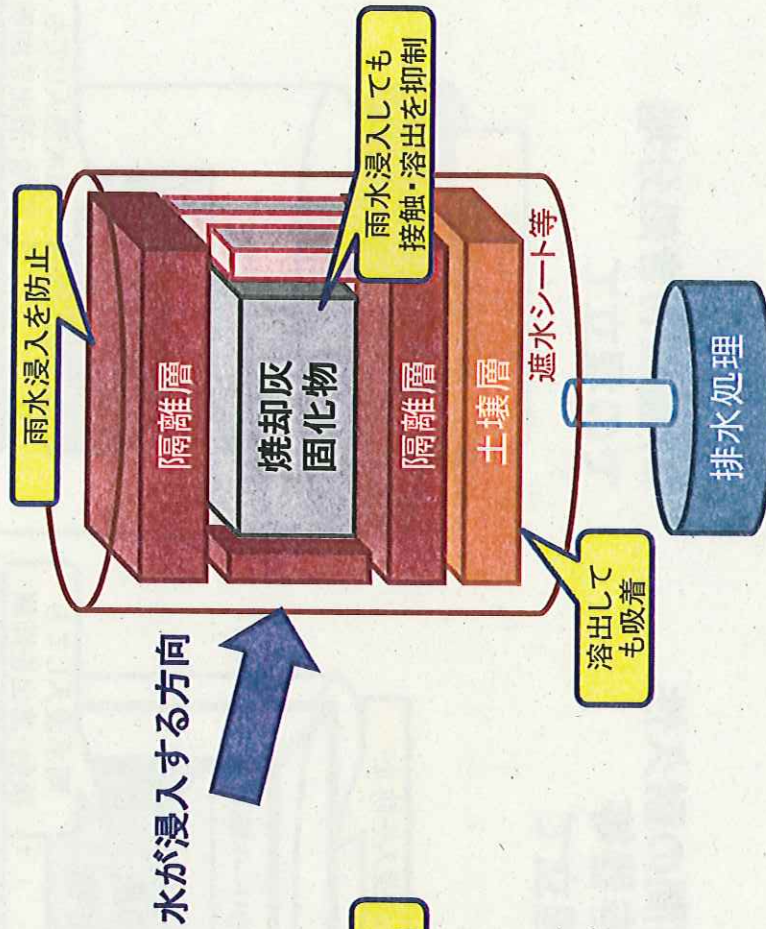 雨水浸入を防止
水が浸入する方向
隔離層
焼却灰
固化物
雨水浸入しても
接触・溶出を抑制
隔離層
土壌層
遮水シート等
溶出して
も吸着
排水処理